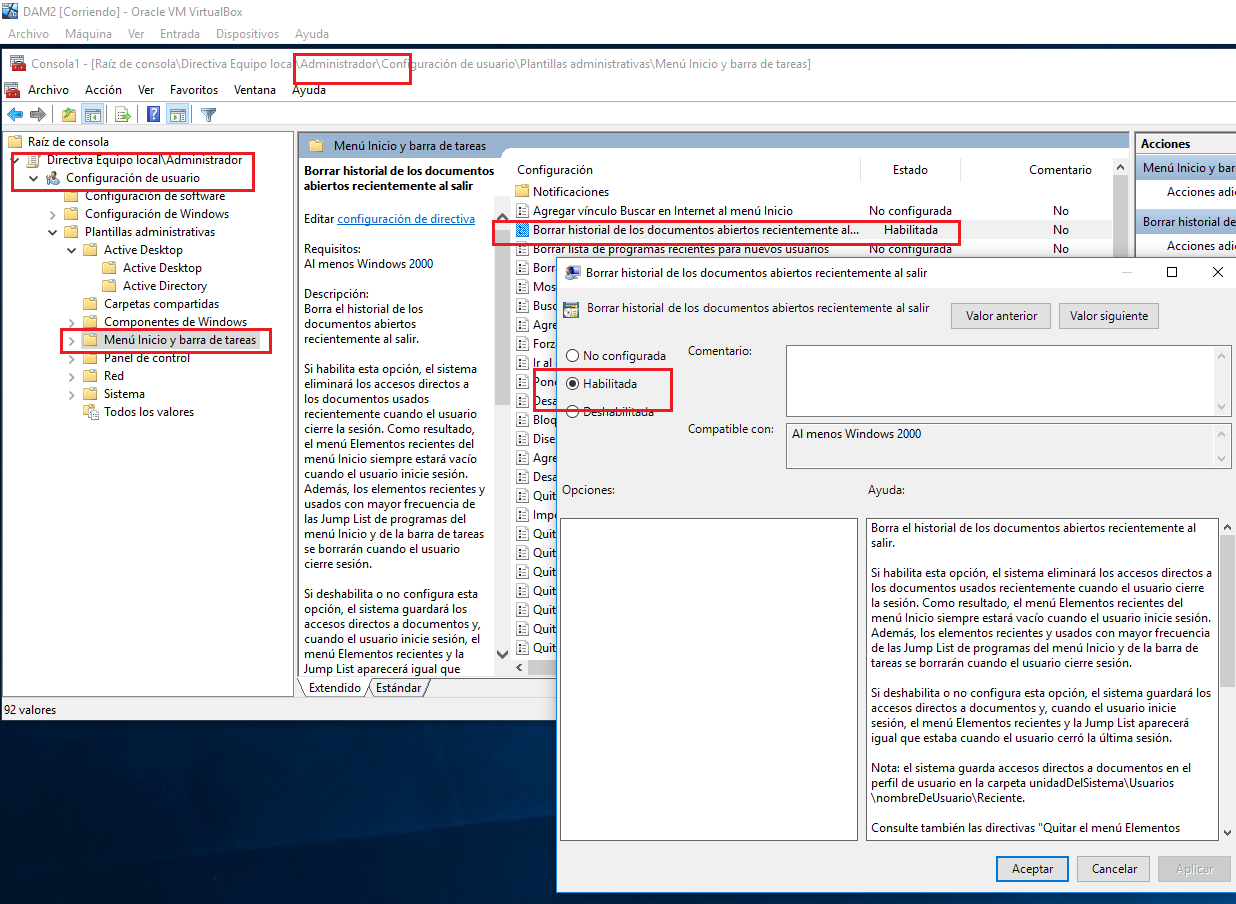 DAM2 [Corriendo] - Oracle VM VirtualBox
Archivo Máquina Ver Entrada Dispositivos Ayuda
Consola1 - [Raíz de consola\Directiva Equipo local\Administrador\Configuración de usuario\Plantillas administrativas\Menú Inicio y barra de tareas]
Archivo Acción Ver Favoritos Ventana Ayuda
Raíz de consola
Directiva Equipo local\Administrador
Configuración de usuario
Configuración de software
Configuración de Windows
Plantillas administrativas
Active Desktop
Active Desktop
Active Directory
Carpetas compartidas
Componentes de Windows
Menú Inicio y barra de tareas
Panel de control
Red
Sistema
Todos los valores
Menú Inicio y barra de tareas
Borrar historial de los documentos
abiertos recientemente al salir
Editar configuración de directiva
Requisitos:
Al menos Windows 2000
Descripción:
Borra el historial de los
documentos abiertos
recientemente al salir.
Si habilita esta opción, el sistema
eliminará los accesos directos a
los documentos usados
recientemente cuando el usuario
cierre la sesión. Como resultado,
el menú Elementos recientes del
menú Inicio siempre estará vacío
cuando el usuario inicie sesión.
Además, los elementos recientes y
usados con mayor frecuencia de
las Jump List de programas del
menú Inicio y de la barra de tareas
se borrarán cuando el usuario
cierre sesión.
Si deshabilita o no configura esta
opción, el sistema guardará los
accesos directos a documentos y,
cuando el usuario inicie sesión, el
menú Elementos recientes y la
Jump List aparecerá igual que
Extendido Estándar
92 valores
Configuración Estado Comentario
Notificaciones
Agregar vínculo Buscar en Internet al menú Inicio No configurada No
Borrar historial de los documentos abiertos recientemente al... Habilitada No
Borrar lista de programas recientes para nuevos usuarios No configurada No
Borr
Mos
Busc
Agre
Forz
Ir al
Pon
Desa
Bloq
Dise
Agre
Desa
Quit
Impe
Quit
Quit
Quit
Quit
Quit
Quit
Quit
Acciones
Menú Inicio y bar
Acciones adi
Borrar historial de
Acciones adi
Borrar historial de los documentos abiertos recientemente al salir
Borrar historial de los documentos abiertos recientemente al salir
Valor anterior Valor siguiente
No configurada
Habilitada
Deshabilitada
Comentario:
Compatible con: Al menos Windows 2000
Opciones: Ayuda:
Borra el historial de los documentos abiertos recientemente al
salir.
Si habilita esta opción, el sistema eliminará los accesos directos a
los documentos usados recientemente cuando el usuario cierre
la sesión. Como resultado, el menú Elementos recientes del
menú Inicio siempre estará vacío cuando el usuario inicie sesión.
Además, los elementos recientes y usados con mayor frecuencia
de las Jump List de programas del menú Inicio y de la barra de
tareas se borrarán cuando el usuario cierre sesión.
Si deshabilita o no configura esta opción, el sistema guardará los
accesos directos a documentos y, cuando el usuario inicie
sesión, el menú Elementos recientes y la Jump List aparecerá
igual que estaba cuando el usuario cerró la última sesión.
Nota: el sistema guarda accesos directos a documentos en el
perfil de usuario en la carpeta unidadDelSistema\Usuarios
\nombreDeUsuario\Reciente.
Consulte también las directivas "Quitar el menú Elementos
Aceptar Cancelar Aplicar